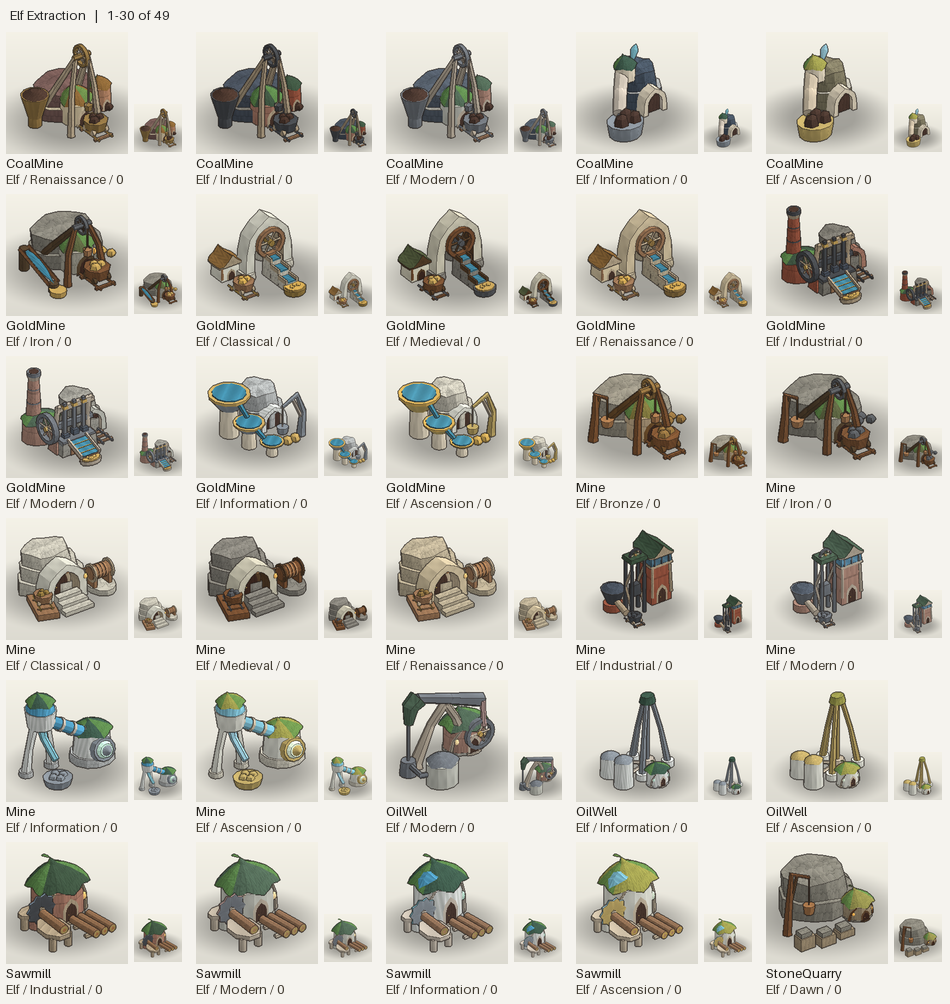 Elf Extraction | 1-30 of 49
CoalMine
Elf / Renaissance / 0
CoalMine
Elf / Industrial / 0
CoalMine
Elf / Modern / 0
CoalMine
Elf / Information / 0
CoalMine
Elf / Ascension / 0
GoldMine
Elf / Iron / 0
GoldMine
Elf / Classical / 0
GoldMine
Elf / Medieval / 0
GoldMine
Elf / Renaissance / 0
GoldMine
Elf / Industrial / 0
GoldMine
Elf / Modern / 0
GoldMine
Elf / Information / 0
GoldMine
Elf / Ascension / 0
Mine
Elf / Bronze / 0
Mine
Elf / Iron / 0
Mine
Elf / Classical / 0
Mine
Elf / Medieval / 0
Mine
Elf / Renaissance / 0
Mine
Elf / Industrial / 0
Mine
Elf / Modern / 0
Mine
Elf / Information / 0
Mine
Elf / Ascension / 0
OilWell
Elf / Modern / 0
OilWell
Elf / Information / 0
OilWell
Elf / Ascension / 0
Sawmill
Elf / Industrial / 0
Sawmill
Elf / Modern / 0
Sawmill
Elf / Information / 0
Sawmill
Elf / Ascension / 0
StoneQuarry
Elf / Dawn / 0